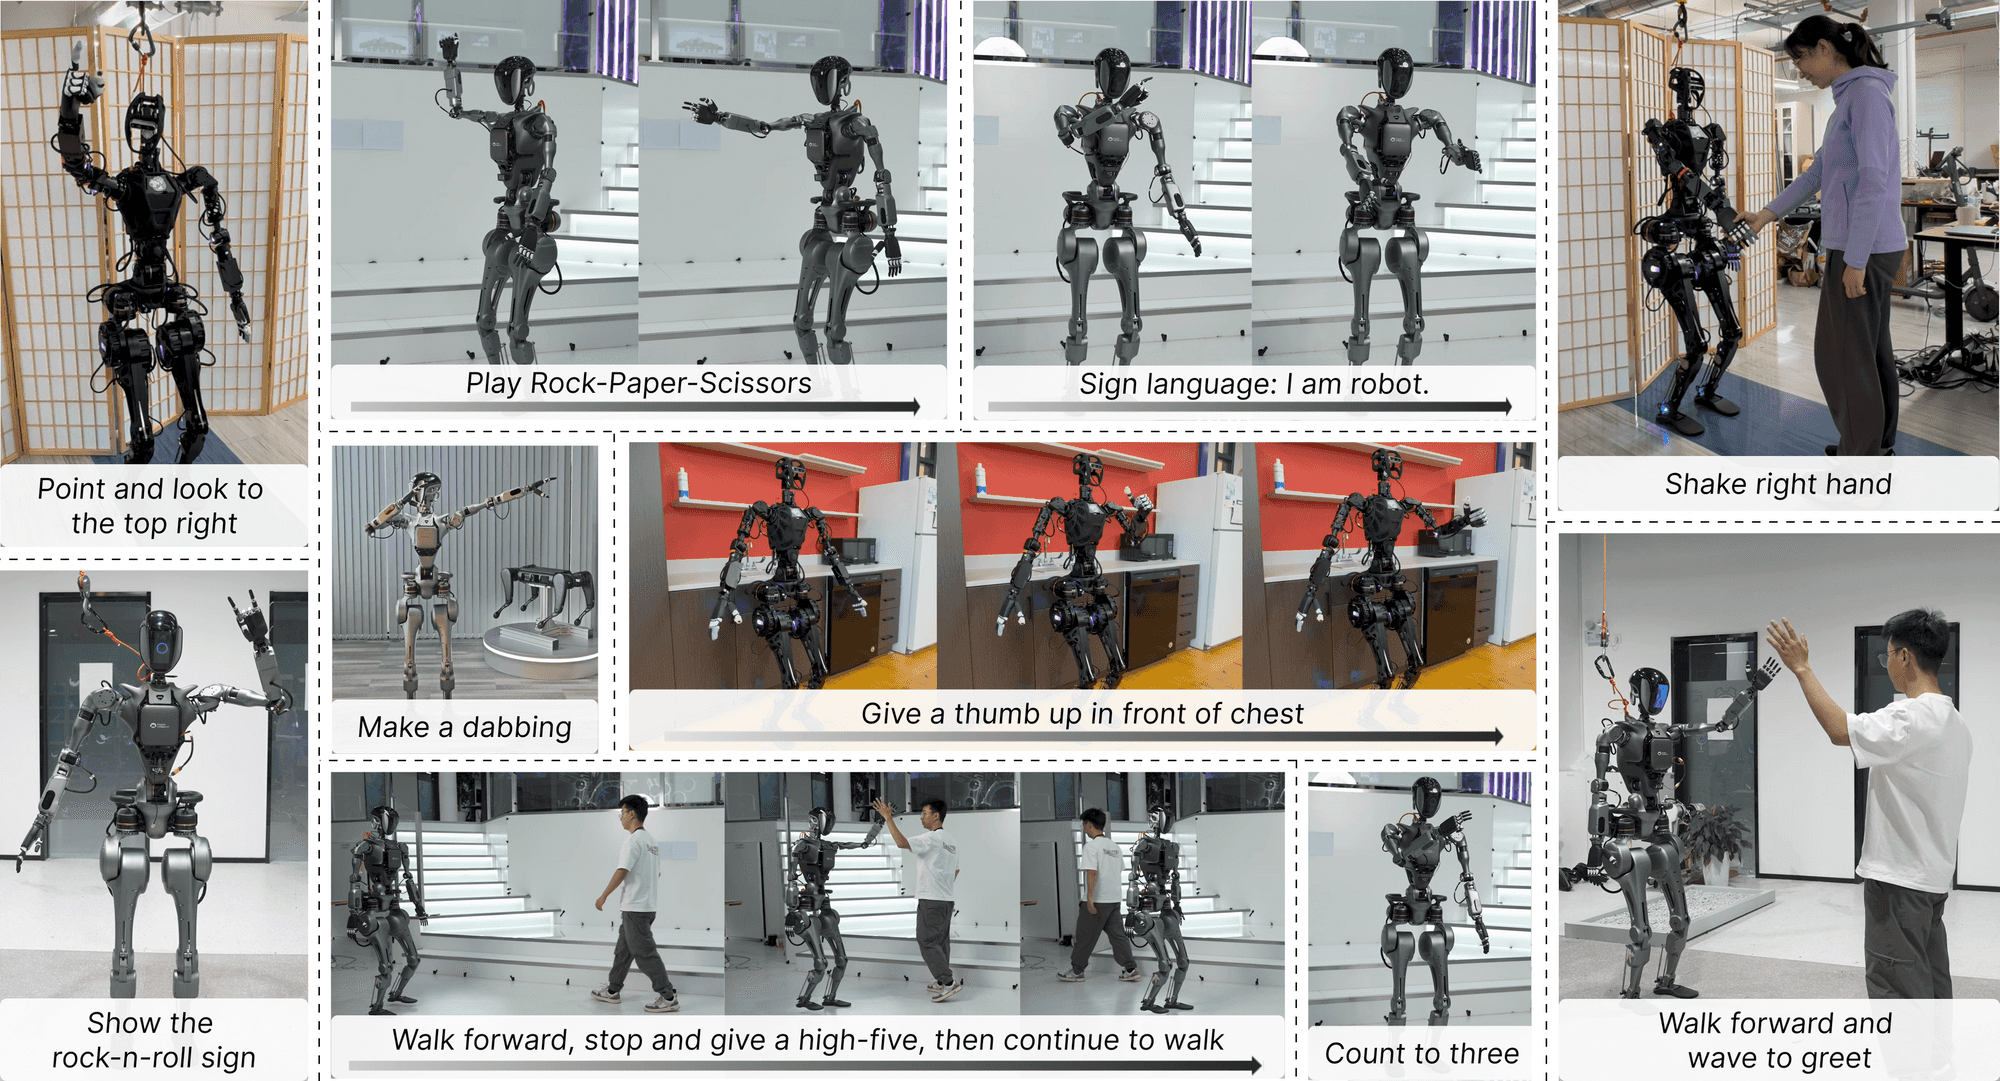 Point and look to
the top right
Play Rock-Paper-Scissors
Sign language: I am robot.
Shake right hand
Make a dabbing
Give a thumb up in front of chest
Show the
rock-n-roll sign
Walk forward, stop and give a high-five, then continue to walk
Count to three
Walk forward and
wave to greet